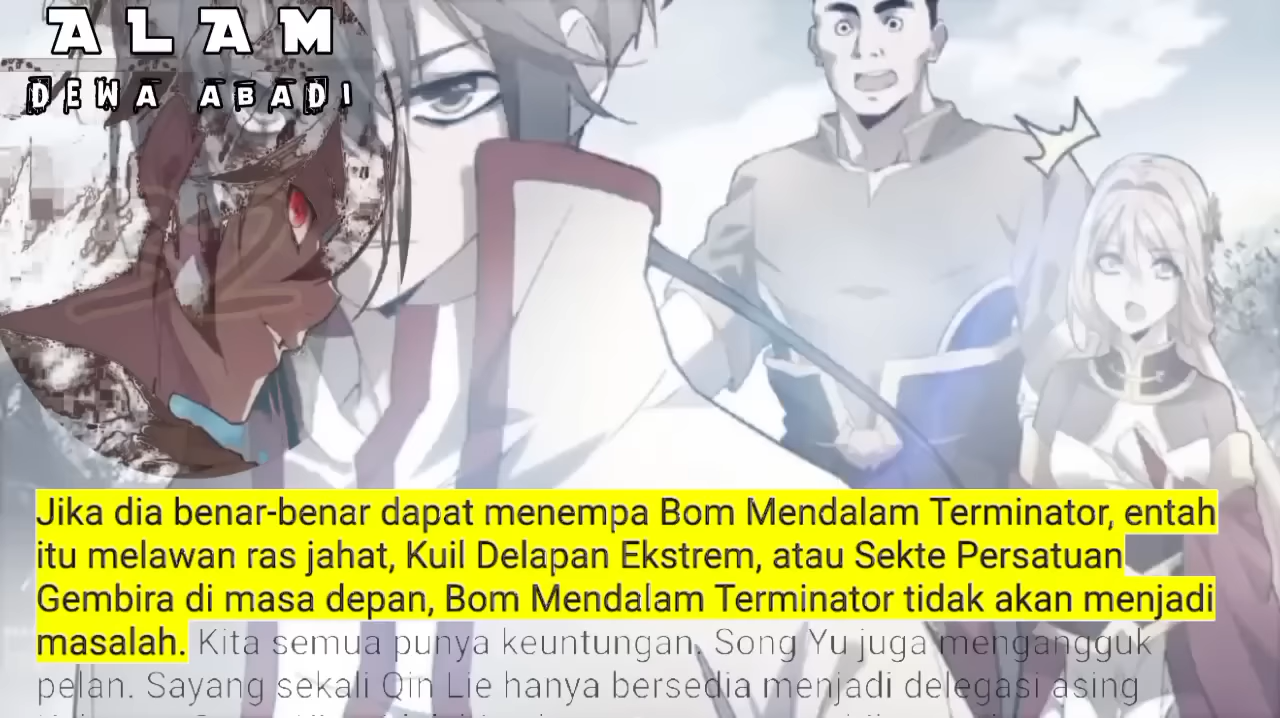 ALAM
DEWA ABADI
Jika dia benar-benar dapat menempa Bom Mendalam Terminator, entah
itu melawan ras jahat, Kuil Delapan Ekstrem, atau Sekte Persatuan
Gembira di masa depan, Bom Mendalam Terminator tidak akan menjadi
masalah. Kita semua punya keuntungan. Song Yu juga mengangguk
pelan. Sayang sekali Qin Lie hanya bersedia menjadi delegasi asing